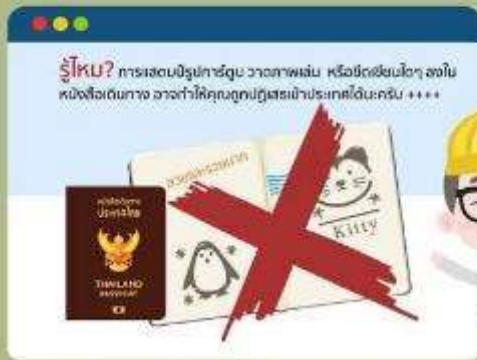 รู้ไหม? การแสตมป์รูปการ์ตูน วาดภาพเล่น หรือขีดเขียนใดๆ ลงใน
หนังสือเดินทาง อาจทำให้คุณถูกปฏิเสธเข้าประเทศได้นะครับ ++++
หนังสือเดินทาง
ประเทศไทย
THAILAND
PASSPORT
Kitty